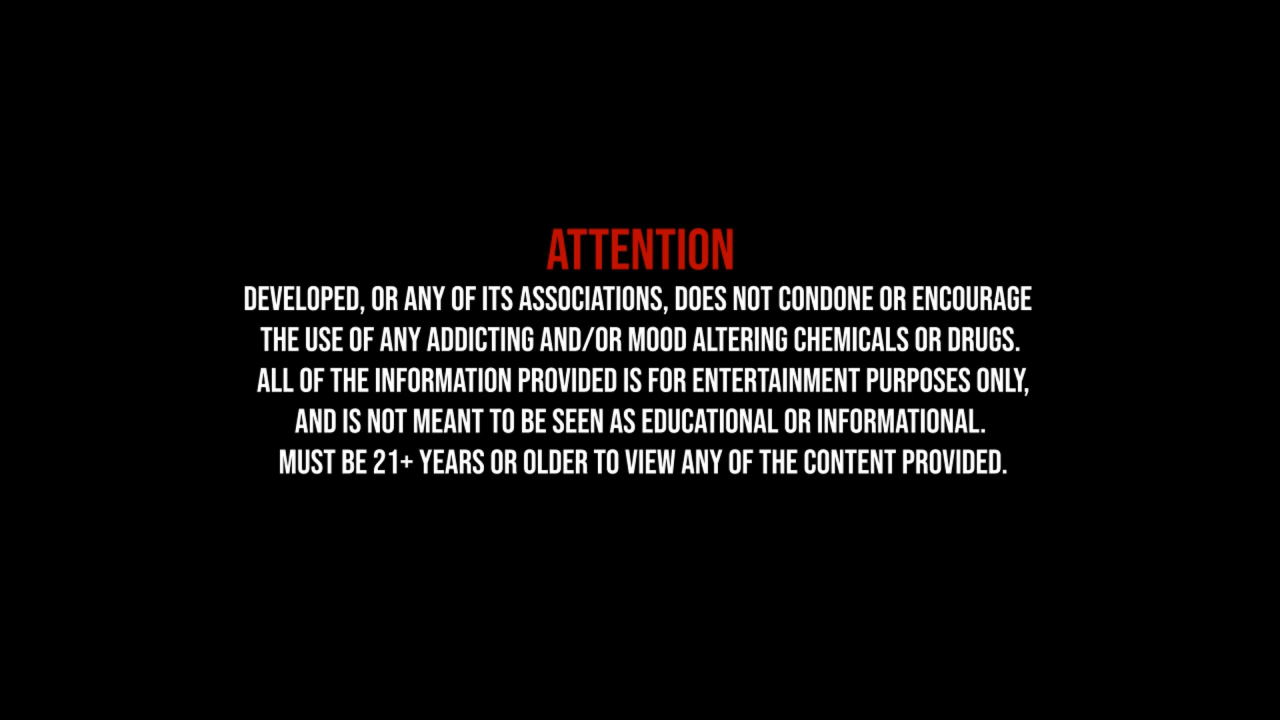 ATTENTION
DEVELOPED, OR ANY OF ITS ASSOCIATIONS, DOES NOT CONDONE OR ENCOURAGE
THE USE OF ANY ADDICTING AND/OR MOOD ALTERING CHEMICALS OR DRUGS.
ALL OF THE INFORMATION PROVIDED IS FOR ENTERTAINMENT PURPOSES ONLY,
AND IS NOT MEANT TO BE SEEN AS EDUCATIONAL OR INFORMATIONAL.
MUST BE 21+ YEARS OR OLDER TO VIEW ANY OF THE CONTENT PROVIDED.